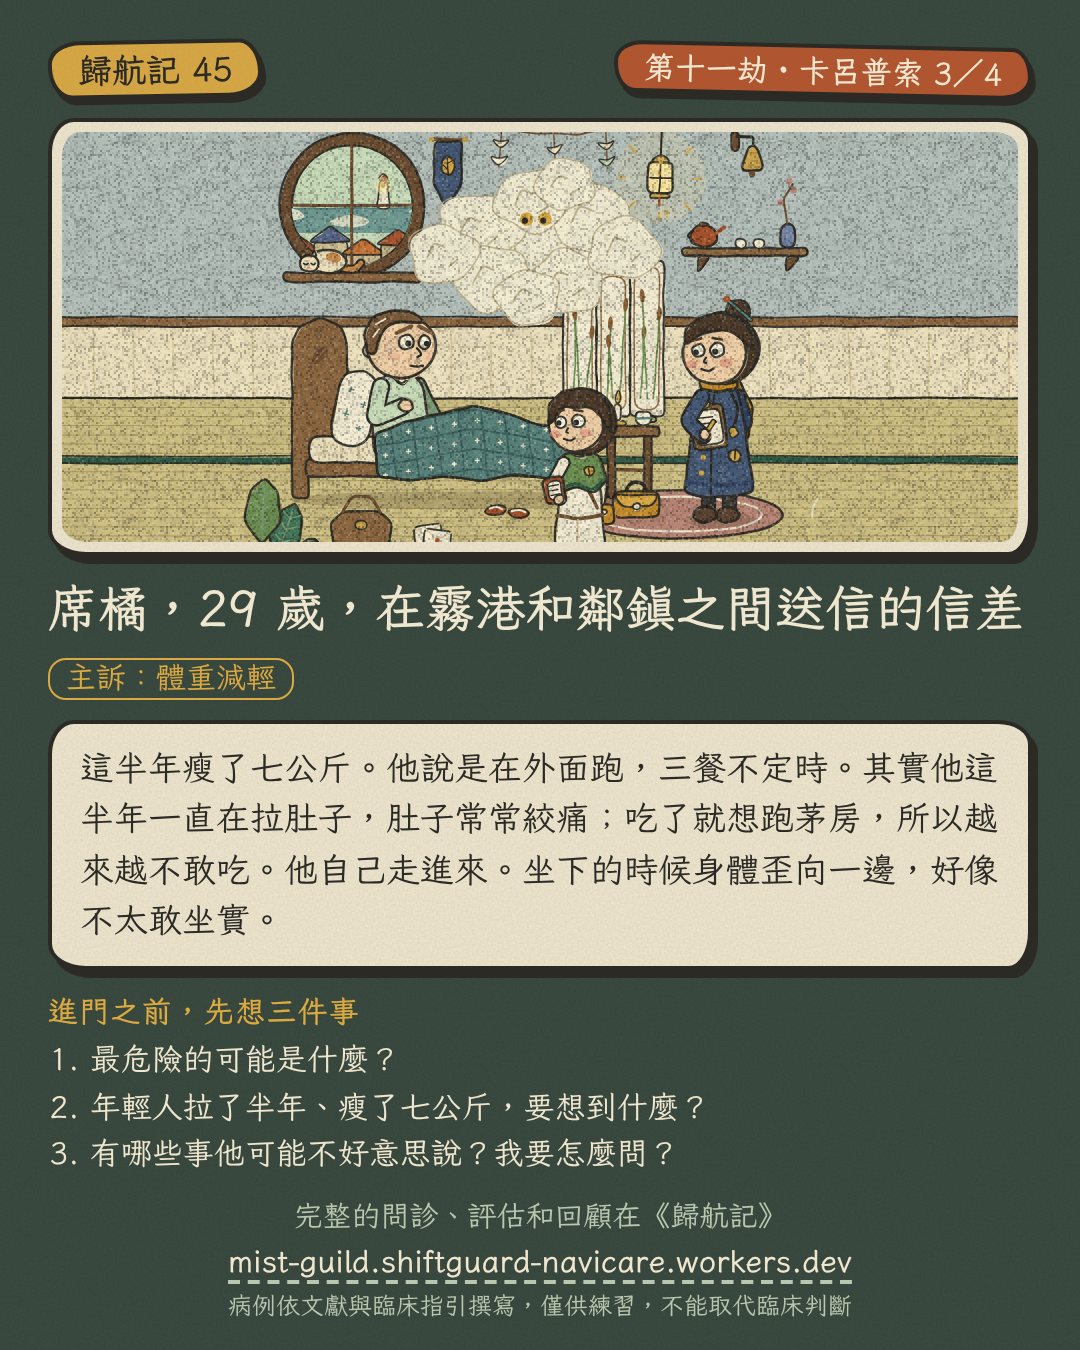 歸航記 45
第十一劫・卡呂普索 3／4
席橘，29 歲，在霧港和鄰鎮之間送信的信差
主訴：體重減輕
這半年瘦了七公斤。他說是在外面跑，三餐不定時。其實他這
半年一直在拉肚子，肚子常常絞痛；吃了就想跑茅房，所以越
來越不敢吃。他自己走進來。坐下的時候身體歪向一邊，好像
不太敢坐實。
進門之前，先想三件事
1. 最危險的可能是什麼？
2. 年輕人拉了半年、瘦了七公斤，要想到什麼？
3. 有哪些事他可能不好意思說？我要怎麼問？
完整的問診、評估和回顧在《歸航記》
mist-guild.shiftguard-navicare.workers.dev
病例依文獻與臨床指引撰寫，僅供練習，不能取代臨床判斷